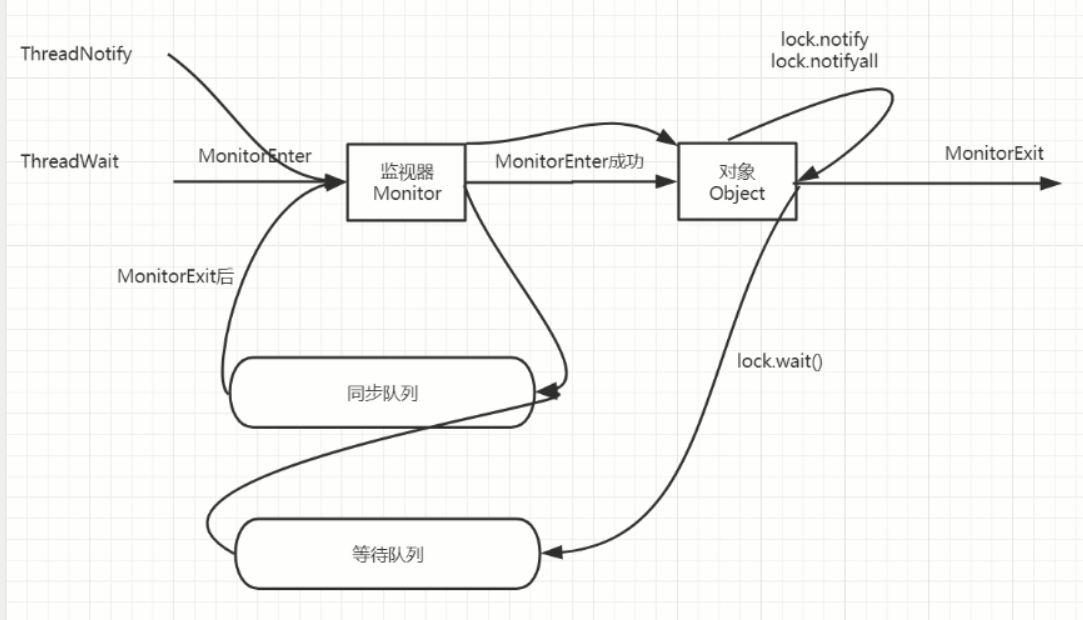 lock.notify
lock.notifyall
ThreadNotify
ThreadWait
MonitorEnter
监视器
Monitor
MonitorEnter成功
对象
Object
MonitorExit
MonitorExit后
lock.wait()
同步队列
等待队列